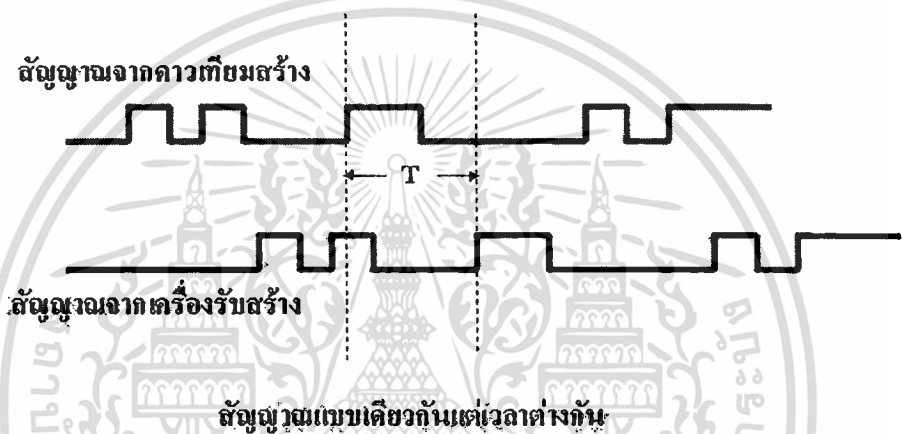 สัญญาณจากดาวเทียมสร้าง
T
สัญญาณจากเครื่องรับสร้าง
สัญญาณแบบเดียวกันแต่เวลาต่างกัน